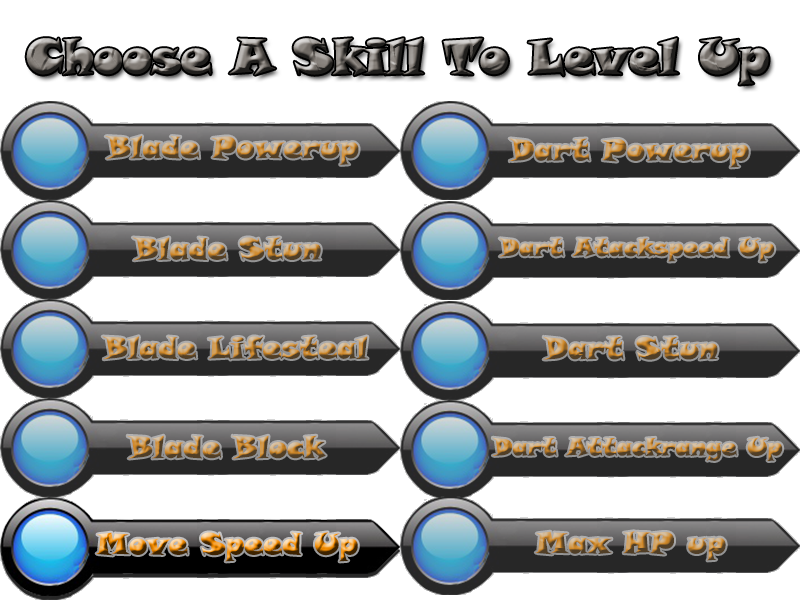 Choose A Skill To Level Up
Blade Powerup
Dart Powerup
Blade Stun
Dart Atackspeed Up
Blade Lifesteal
Dart Stun
Blade Block
Dart Attackrange Up
Move Speed Up
Max HP up